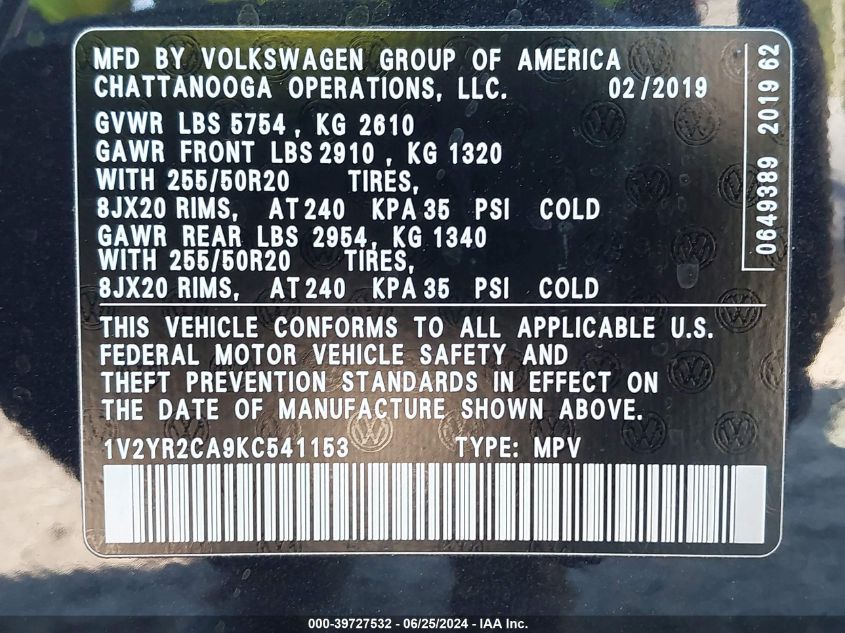 MFD BY VOLKSWAGEN GROUP OF AMERICA
CHATTANOOGA OPERATIONS, LLC. 02/2019
GVWR LBS 5754 , KG 2610
GAWR FRONT LBS 2910 , KG 1320
WITH 255/50R20 TIRES,
8JX20 RIMS, AT 240 KPA 35 PSI COLD
GAWR REAR LBS 2954, KG 1340
WITH 255/50R20 TIRES,
8JX20 RIMS, AT 240 KPA 35 PSI COLD
0649389 2019 62
THIS VEHICLE CONFORMS TO ALL APPLICABLE U.S.
FEDERAL MOTOR VEHICLE SAFETY AND
THEFT PREVENTION STANDARDS IN EFFECT ON
THE DATE OF MANUFACTURE SHOWN ABOVE.
1V2YR2CA9KC541153 TYPE: MPV
000-39727532 - 06/25/2024 - IAA Inc.